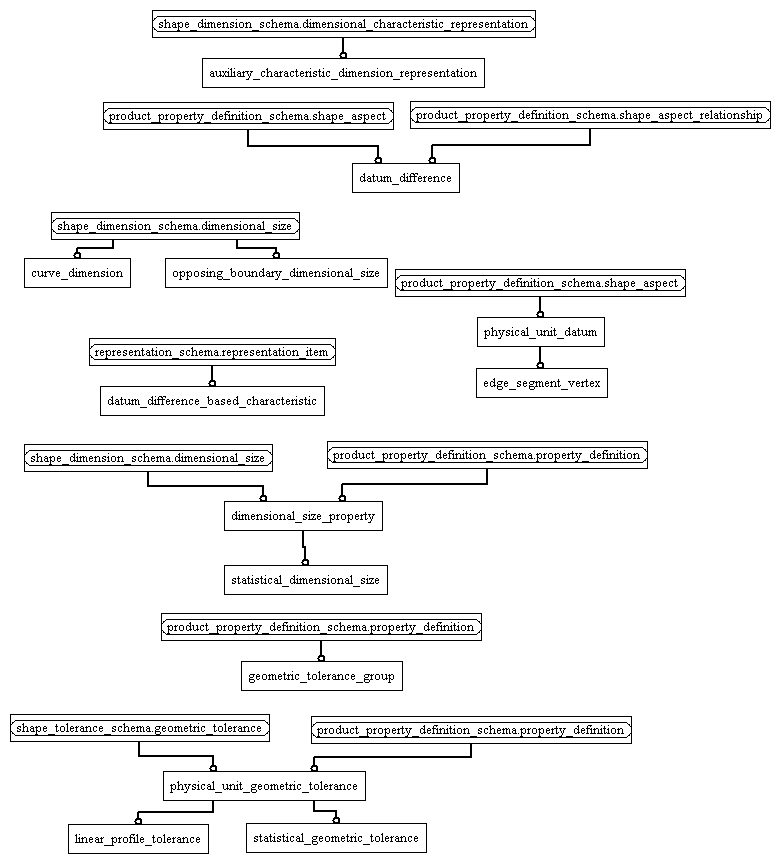 shape_dimension_schema.dimensional_characteristic_representation
auxiliary_characteristic_dimension_representation
product_property_definition_schema.shape_aspect
product_property_definition_schema.shape_aspect_relationship
datum_difference
shape_dimension_schema.dimensional_size
curve_dimension
opposing_boundary_dimensional_size
product_property_definition_schema.shape_aspect
physical_unit_datum
edge_segment_vertex
representation_schema.representation_item
datum_difference_based_characteristic
shape_dimension_schema.dimensional_size
product_property_definition_schema.property_definition
dimensional_size_property
statistical_dimensional_size
product_property_definition_schema.property_definition
geometric_tolerance_group
shape_tolerance_schema.geometric_tolerance
product_property_definition_schema.property_definition
physical_unit_geometric_tolerance
linear_profile_tolerance
statistical_geometric_tolerance